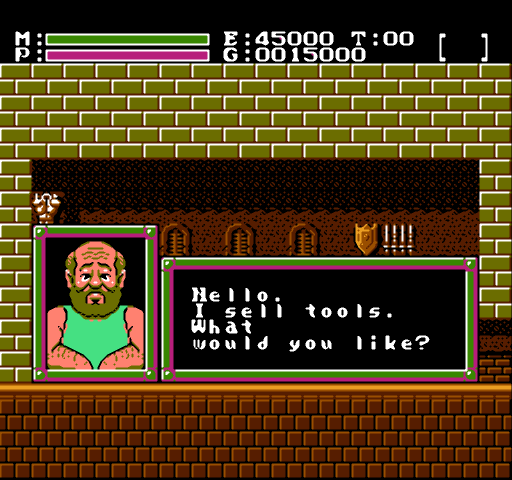 M: E:45000 T:00 [ ]
P: G:0015000
Hello.
I sell tools.
What
would you like?